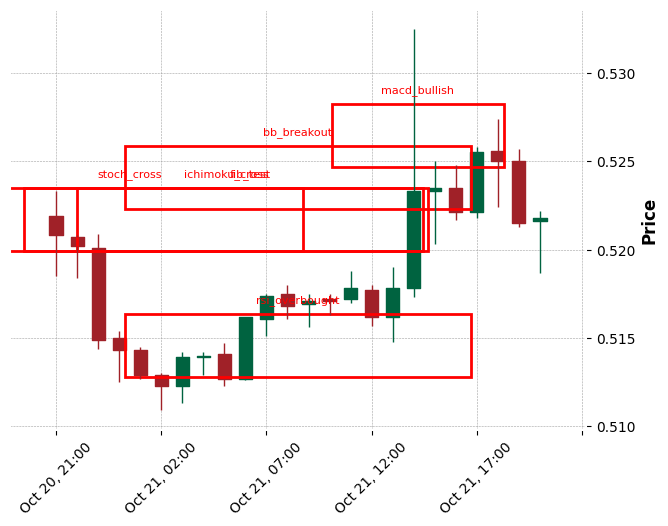 macd_bullish
bb_breakout
stoch_cross
0.530
0.525
0.520
0.515
0.510
Price
Oct 20, 21:00
Oct 21, 02:00
Oct 21, 07:00
Oct 21, 12:00
Oct 21, 17:00